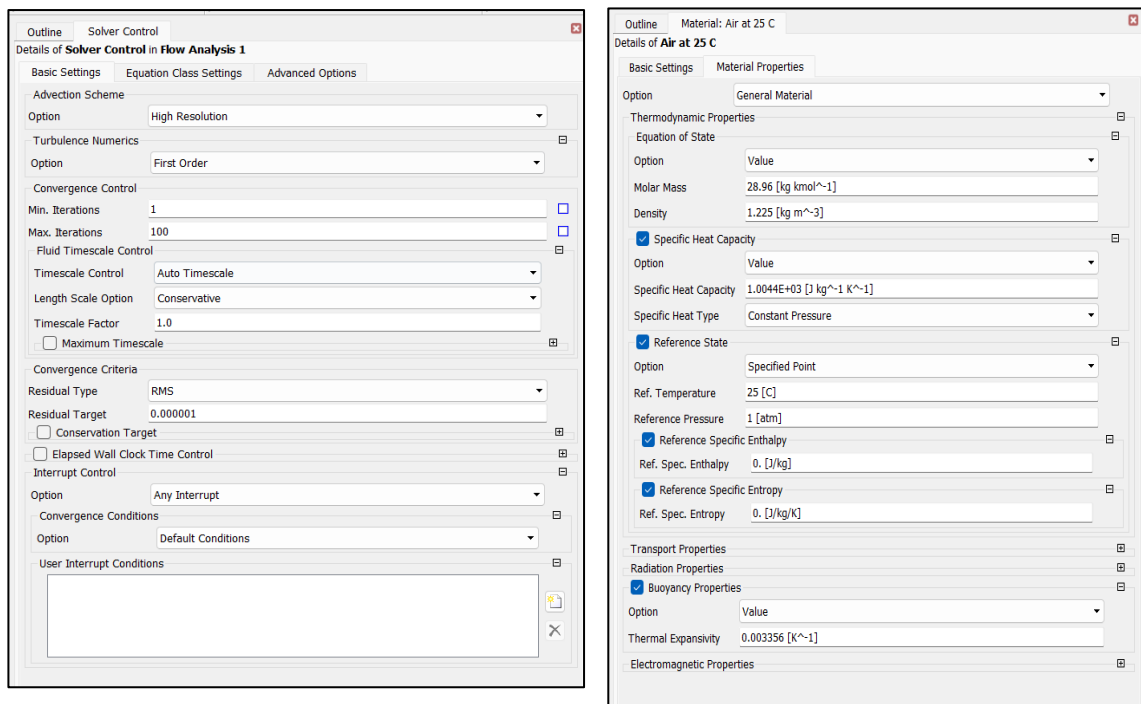 Outline Solver Control
Details of Solver Control in Flow Analysis 1
Basic Settings Equation Class Settings Advanced Options
Advection Scheme
Option High Resolution
Turbulence Numerics
Option First Order
Convergence Control
Min. Iterations 1
Max. Iterations 100
Fluid Timescale Control
Timescale Control Auto Timescale
Length Scale Option Conservative
Timescale Factor 1.0
Maximum Timescale
Convergence Criteria
Residual Type RMS
Residual Target 0.000001
Conservation Target
Elapsed Wall Clock Time Control
Interrupt Control
Option Any Interrupt
Convergence Conditions
Option Default Conditions
User Interrupt Conditions
Outline Material: Air at 25 C
Details of Air at 25 C
Basic Settings Material Properties
Option General Material
Thermodynamic Properties
Equation of State
Option Value
Molar Mass 28.96 [kg kmol^-1]
Density 1.225 [kg m^-3]
Specific Heat Capacity
Option Value
Specific Heat Capacity 1.0044E+03 [J kg^-1 K^-1]
Specific Heat Type Constant Pressure
Reference State
Option Specified Point
Ref. Temperature 25 [C]
Reference Pressure 1 [atm]
Reference Specific Enthalpy
Ref. Spec. Enthalpy 0. [J/kg]
Reference Specific Entropy
Ref. Spec. Entropy 0. [J/kg/K]
Transport Properties
Radiation Properties
Buoyancy Properties
Option Value
Thermal Expansivity 0.003356 [K^-1]
Electromagnetic Properties